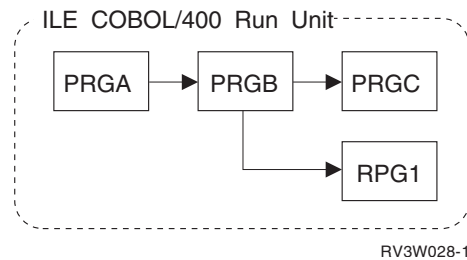 ILE COBOL/400 Run Unit
PRGA
PRGB
PRGC
RPG1
RV3W028-1